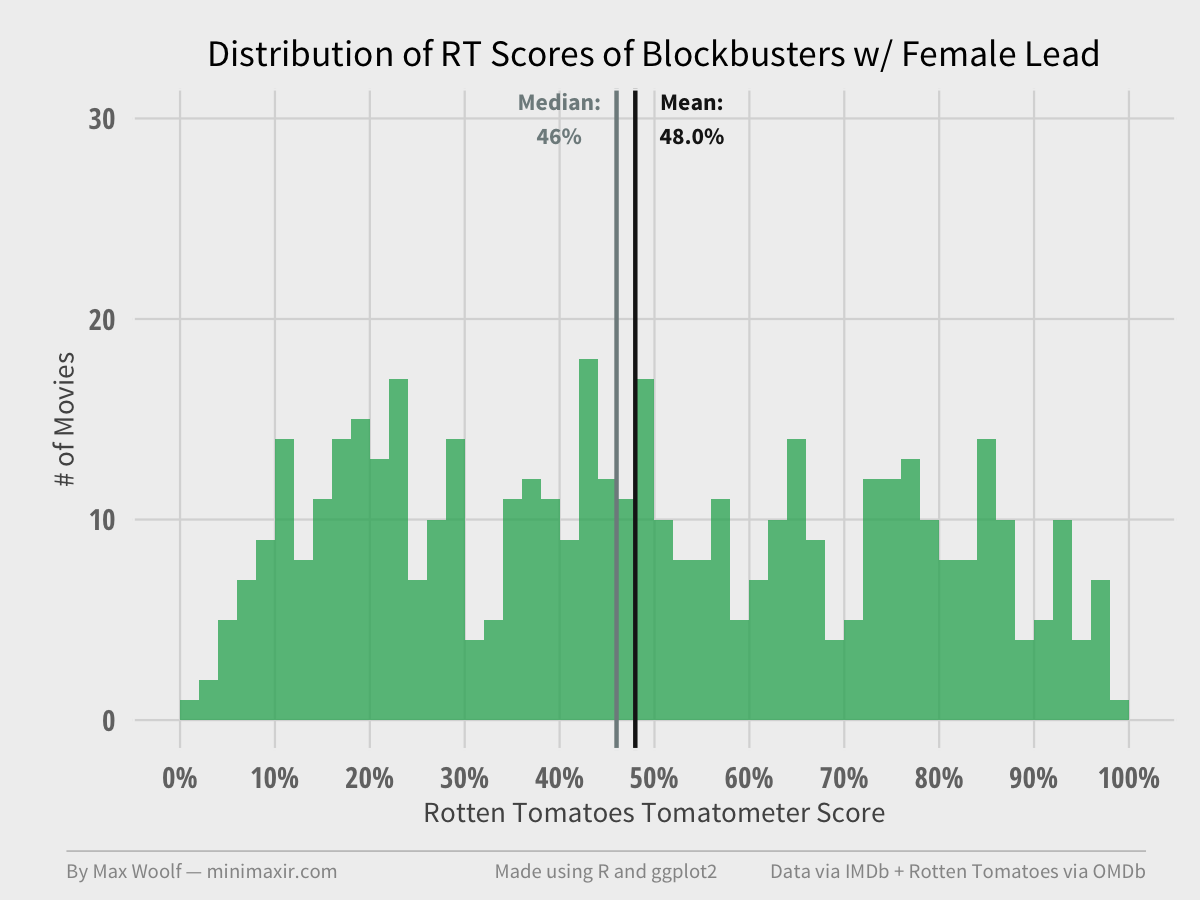 Distribution of RT Scores of Blockbusters w/ Female Lead
Median:
46%
Mean:
48.0%
30
20
10
0
# of Movies
0% 10% 20% 30% 40% 50% 60% 70% 80% 90% 100%
Rotten Tomatoes Tomatometer Score
By Max Woolf — minimaxir.com
Made using R and ggplot2
Data via IMDb + Rotten Tomatoes via OMDb